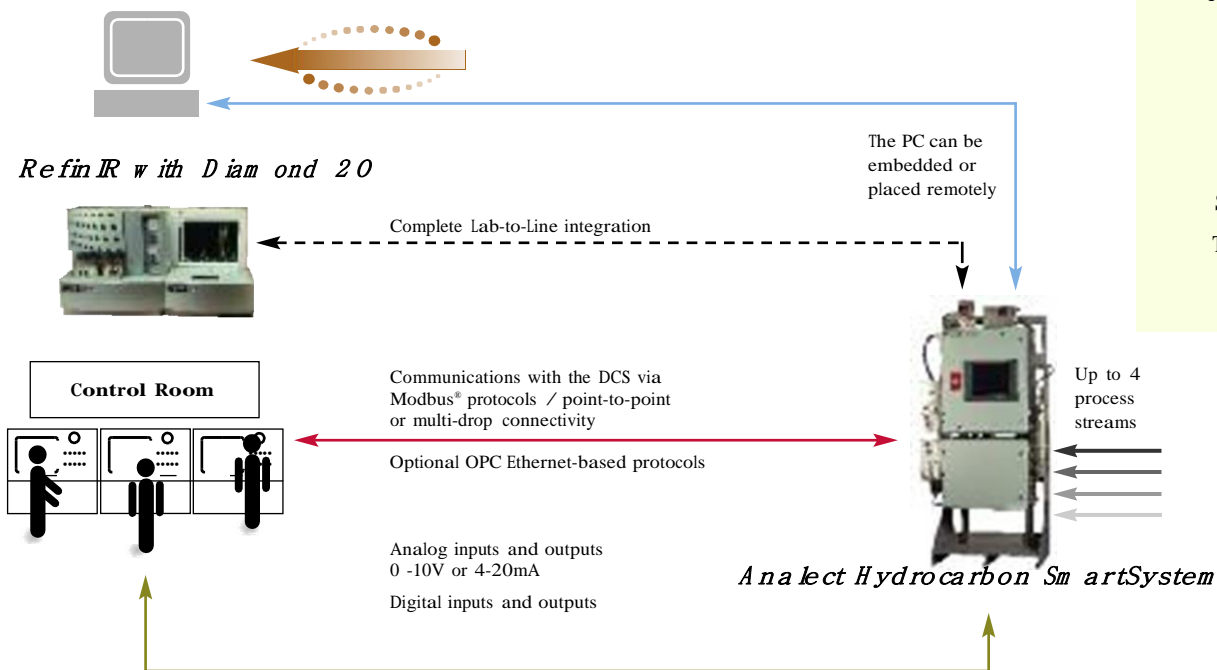 The PC can be
embedded or
placed remotely
RefinIR with Diamond 20
Complete Lab-to-Line integration
Control Room
Communications with the DCS via
Modbus® protocols / point-to-point
or multi-drop connectivity
Optional OPC Ethernet-based protocols
Up to 4
process
streams
Analog inputs and outputs
0 -10V or 4-20mA
Digital inputs and outputs
Analect Hydrocarbon SmartSystem